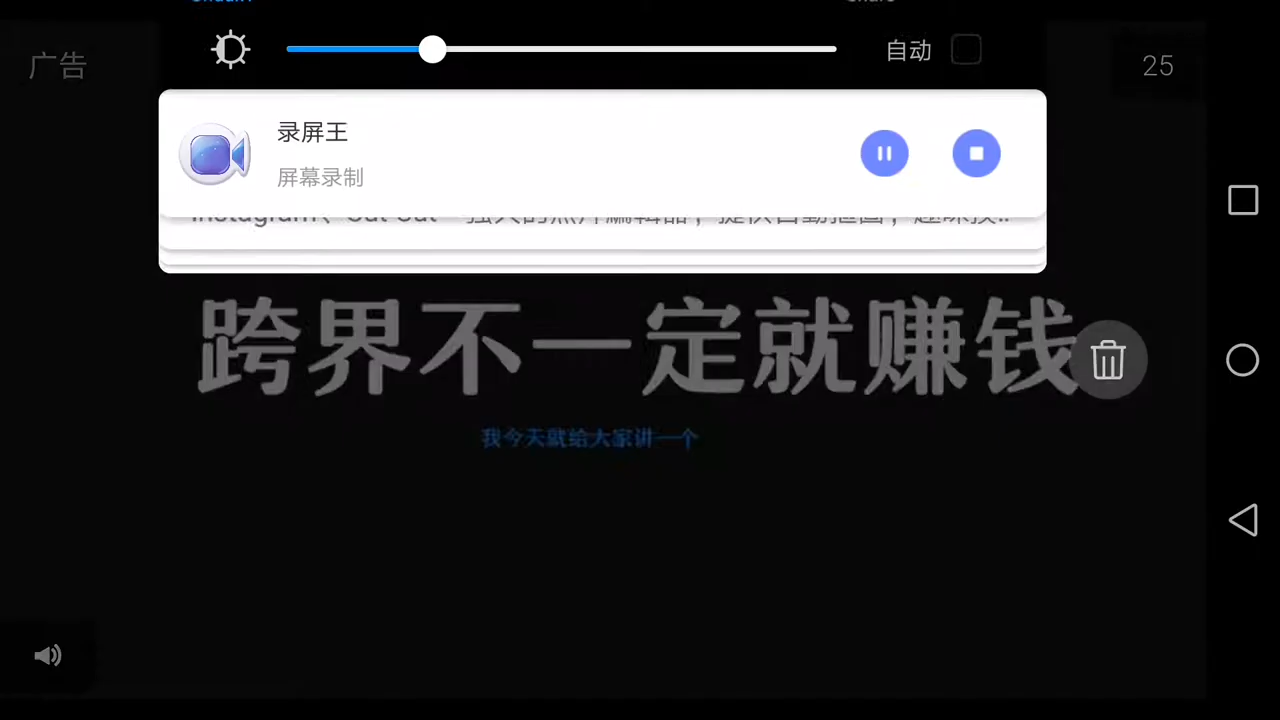 自动
广告
25
录屏王
屏幕录制
跨界不一定就赚钱
我今天就给大家讲一个